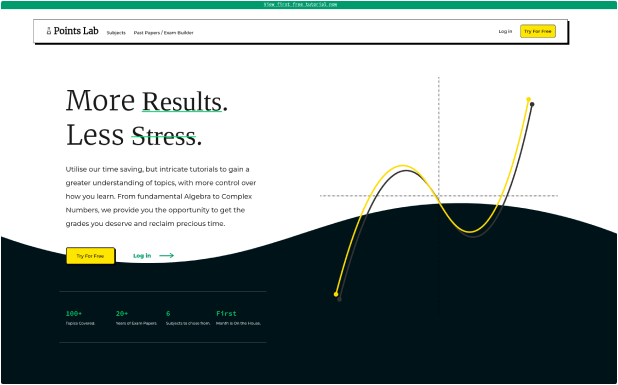 View first free tutorial now
Points Lab Subjects Past Papers / Exam Builder Log in Try For Free
More Results.
Less Stress.
Utilise our time saving, but intricate tutorials to gain a
greater understanding of topics, with more control over
how you learn. From fundamental Algebra to Complex
Numbers, we provide you the opportunity to get the
grades you deserve and reclaim precious time.
Try For Free Log in
100+ 20+ 6 First
Topics Covered. Years of Exam Papers Subjects to chose from. Month is On the House.